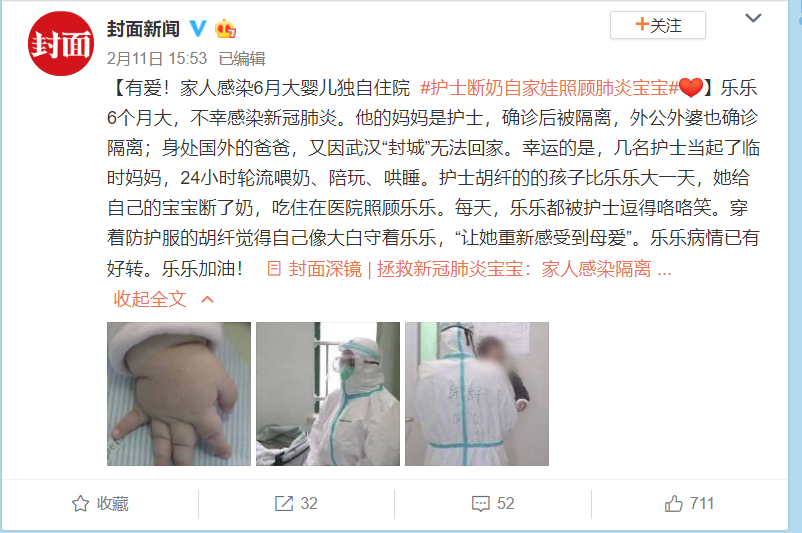 封面
封面新闻
+关注
2月11日 15:53 已编辑
【有爱！家人感染6月大婴儿独自住院 #护士断奶自家娃照顾肺炎宝宝#❤】乐乐
6个月大，不幸感染新冠肺炎。他的妈妈是护士，确诊后被隔离，外公外婆也确诊
隔离；身处国外的爸爸，又因武汉“封城”无法回家。幸运的是，几名护士当起了临
时妈妈，24小时轮流喂奶、陪玩、哄睡。护士胡纤的的孩子比乐乐大一天，她给
自己的宝宝断了奶，吃住在医院照顾乐乐。每天，乐乐都被护士逗得咯咯笑。穿
着防护服的胡纤觉得自己像大白守着乐乐，“让她重新感受到母爱”。乐乐病情已有
好转。乐乐加油！ 封面深镜 | 拯救新冠肺炎宝宝：家人感染隔离 ...
收起全文
收藏
32
52
711